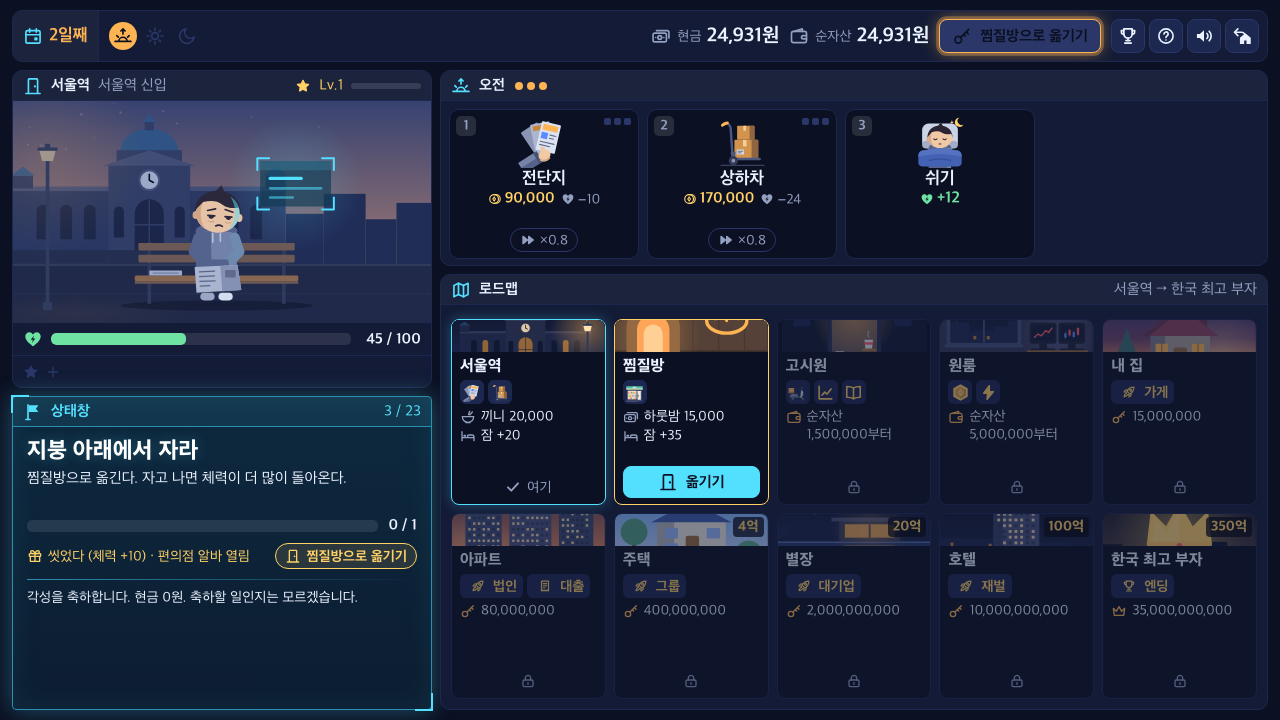 2일째
현금 24,931원
순자산 24,931원
찜질방으로 옮기기
서울역 서울역 신입
Lv.1
45 / 100
상태창
3 / 23
지붕 아래에서 자라
찜질방으로 옮긴다. 자고 나면 체력이 더 많이 돌아온다.
0 / 1
씻었다 (체력 +10) · 편의점 알바 열림
찜질방으로 옮기기
각성을 축하합니다. 현금 0원. 축하할 일인지는 모르겠습니다.
오전
1
전단지
90,000 −10
×0.8
2
상하차
170,000 −24
×0.8
3
쉬기
+12
로드맵
서울역 → 한국 최고 부자
서울역
끼니 20,000
잠 +20
여기
찜질방
하룻밤 15,000
잠 +35
옮기기
고시원
순자산
1,500,000부터
원룸
순자산
5,000,000부터
내 집
가게
15,000,000
아파트
법인 대출
80,000,000
4억
주택
그룹
400,000,000
20억
별장
대기업
2,000,000,000
100억
호텔
재벌
10,000,000,000
350억
한국 최고 부자
엔딩
35,000,000,000